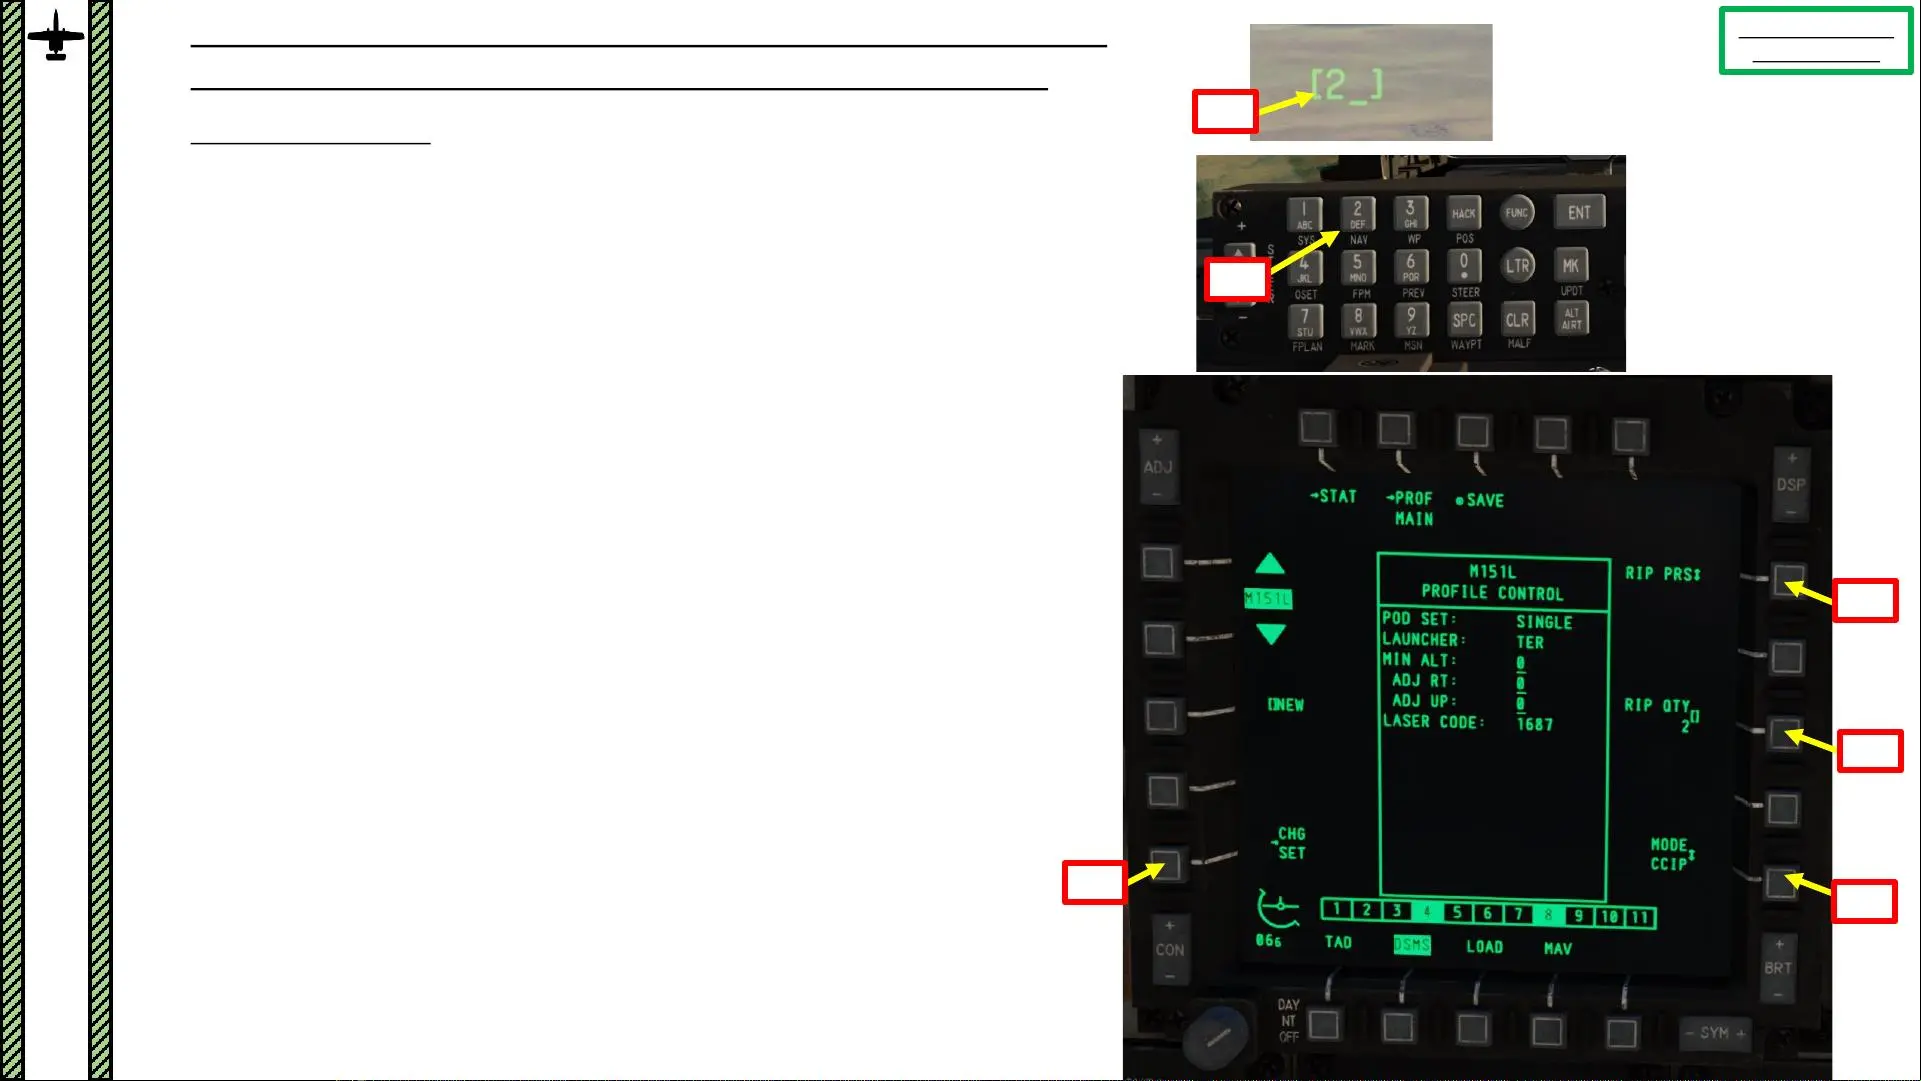 [2_]
1 ABC
2 DEF
3 GHI
HACK
FUNC
ENT
+
SYS
NAV
WP
POS
4 JKL
5 MNO
6 PQR
0
LTR
MK
OSET
FPM
PREV
STEER
UPDT
7 STU
8 VWX
9 YZ
SPC
CLR
ALT
AIRT
−
FPLAN
MARK
MSN
WAYPT
MALF
+
ADJ
−
+
DSP
−
STAT
PROF
MAIN
SAVE
M151L
PROFILE CONTROL
RIP PRS
M151L
POD SET: SINGLE
LAUNCHER: TER
MIN ALT: 0
ADJ RT: 0
ADJ UP: 0
LASER CODE: 1687
[]NEW
RIP QTY[]
2
CHG
SET
MODE
CCIP
1 2 3 4 5 6 7 8 9 10 11
066
TAD
DSMS
LOAD
MAV
+
CON
−
+
BRT
−
DAY
NT
OFF
− SYM +